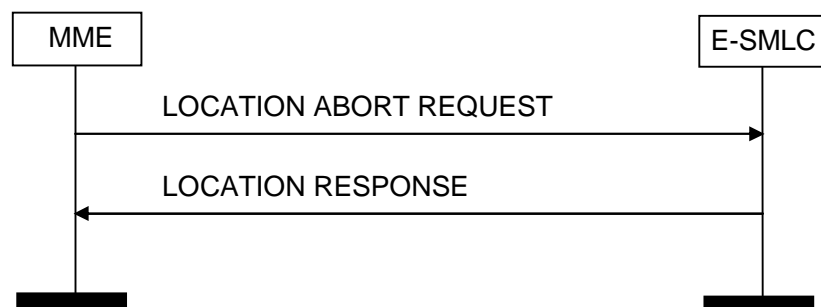 MME
E-SMLC
LOCATION ABORT REQUEST
LOCATION RESPONSE